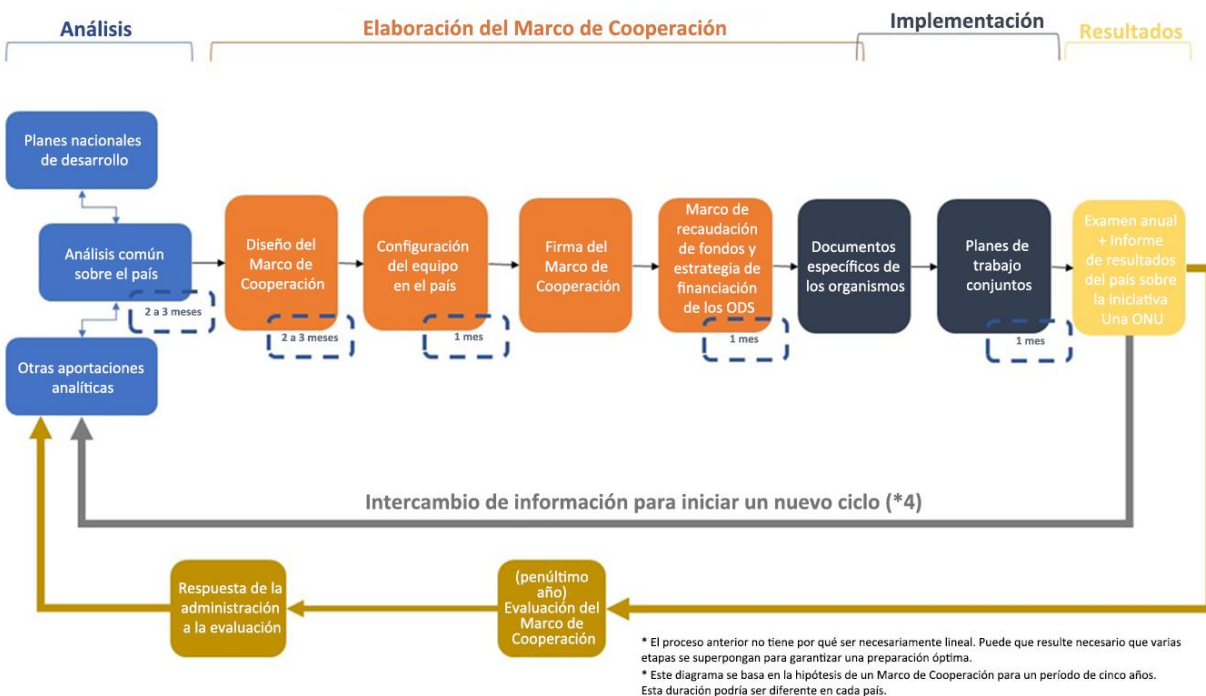 Análisis
Elaboración del Marco de Cooperación
Implementación
Resultados
Planes nacionales
de desarrollo
Análisis común
sobre el país
2 a 3 meses
Otras aportaciones
analíticas
Diseño del
Marco de
Cooperación
2 a 3 meses
Configuración
del equipo
en el país
1 mes
Firma del
Marco de
Cooperación
Marco de
recaudación
de fondos y
estrategia de
financiación
de los ODS
1 mes
Documentos
específicos de
los organismos
Planes de
trabajo
conjuntos
1 mes
Examen anual
+ Informe
de resultados
del país sobre
la iniciativa
Una ONU
Intercambio de información para iniciar un nuevo ciclo (*4)
Respuesta de la
administración
a la evaluación
(penúltimo
año)
Evaluación del
Marco de
Cooperación
* El proceso anterior no tiene por qué ser necesariamente lineal. Puede que resulte necesario que varias
etapas se superpongan para garantizar una preparación óptima.
* Este diagrama se basa en la hipótesis de un Marco de Cooperación para un período de cinco años.
Esta duración podría ser diferente en cada país.